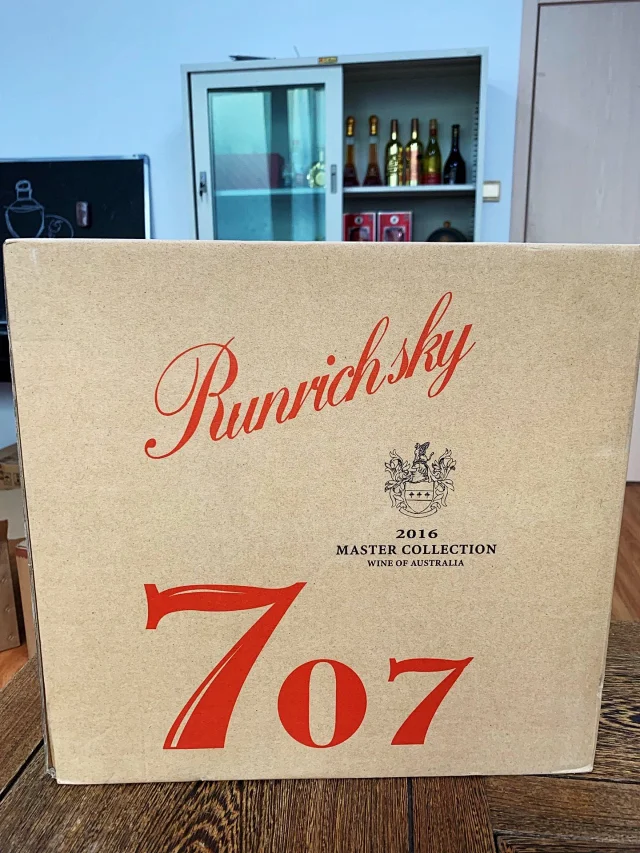 Runrichsky
2016
MASTER COLLECTION
WINE OF AUSTRALIA
707